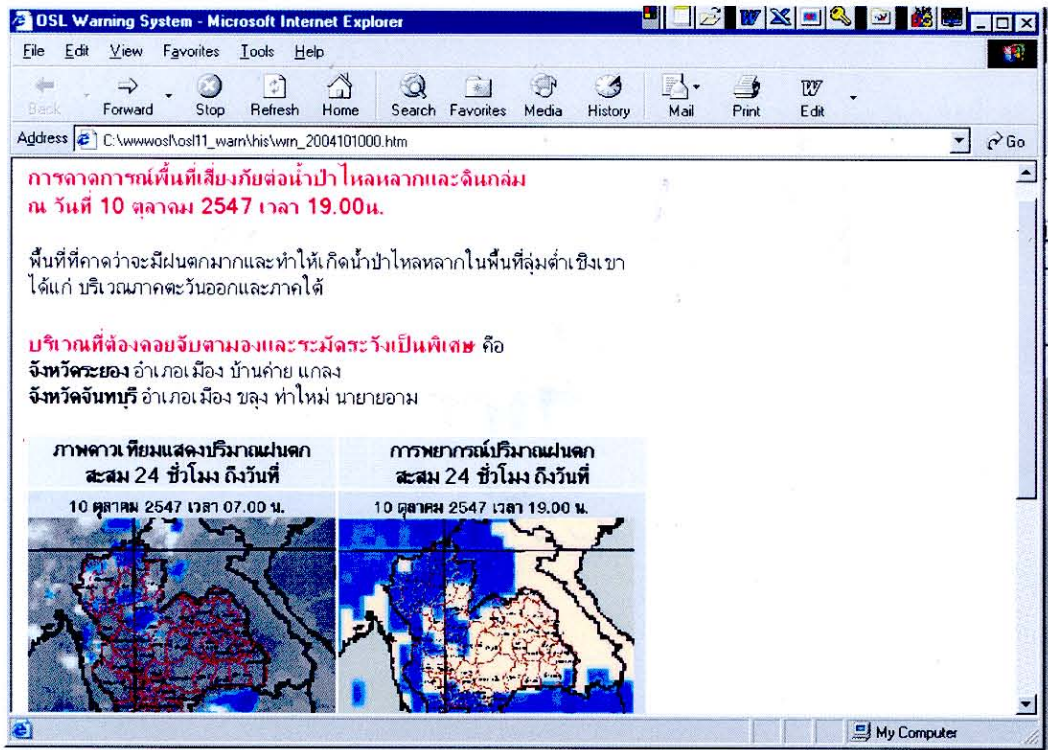 OSL Warning System - Microsoft Internet Explorer
File Edit View Favorites Tools Help
Back Forward Stop Refresh Home Search Favorites Media History Mail Print Edit
Address C:\wwwosl\osl11_warn\his\wrn_2004101000.htm Go
การคาดการณ์พื้นที่เสี่ยงภัยต่อน้ำป่าไหลหลากและดินถล่ม
ณ วันที่ 10 ตุลาคม 2547 เวลา 19.00น.
พื้นที่ที่คาดว่าจะมีฝนตกมากและทำให้เกิดน้ำป่าไหลหลากในพื้นที่ลุ่มต่ำเชิงเขา
ได้แก่ บริเวณภาคตะวันออกและภาคใต้
บริเวณที่ต้องคอยจับตามองและระมัดระวังเป็นพิเศษ คือ
จังหวัดระยอง อำเภอเมือง บ้านค่าย แกลง
จังหวัดจันทบุรี อำเภอเมือง ขลุง ท่าใหม่ นายายอาม
ภาพดาวเทียมแสดงปริมาณฝนตก
สะสม 24 ชั่วโมง ถึงวันที่
10 ตุลาคม 2547 เวลา 07.00 น.
การพยากรณ์ปริมาณฝนตก
สะสม 24 ชั่วโมง ถึงวันที่
10 ตุลาคม 2547 เวลา 19.00 น.
My Computer